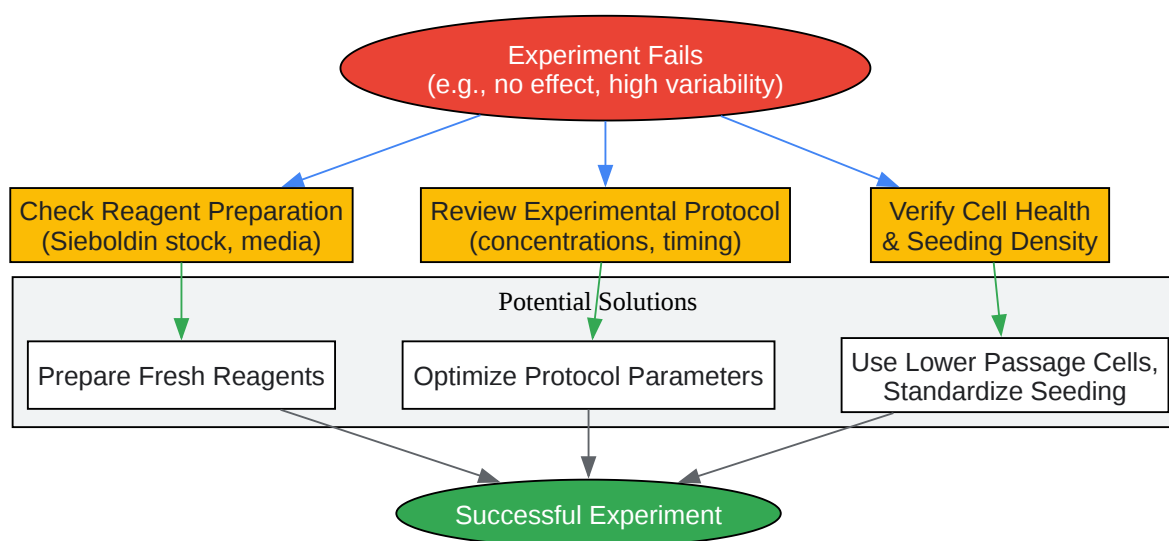 Experiment Fails
(e.g., no effect, high variability)
Check Reagent Preparation
(Sieboldin stock, media)
Review Experimental Protocol
(concentrations, timing)
Verify Cell Health
& Seeding Density
Potential Solutions
Prepare Fresh Reagents
Optimize Protocol Parameters
Use Lower Passage Cells,
Standardize Seeding
Successful Experiment